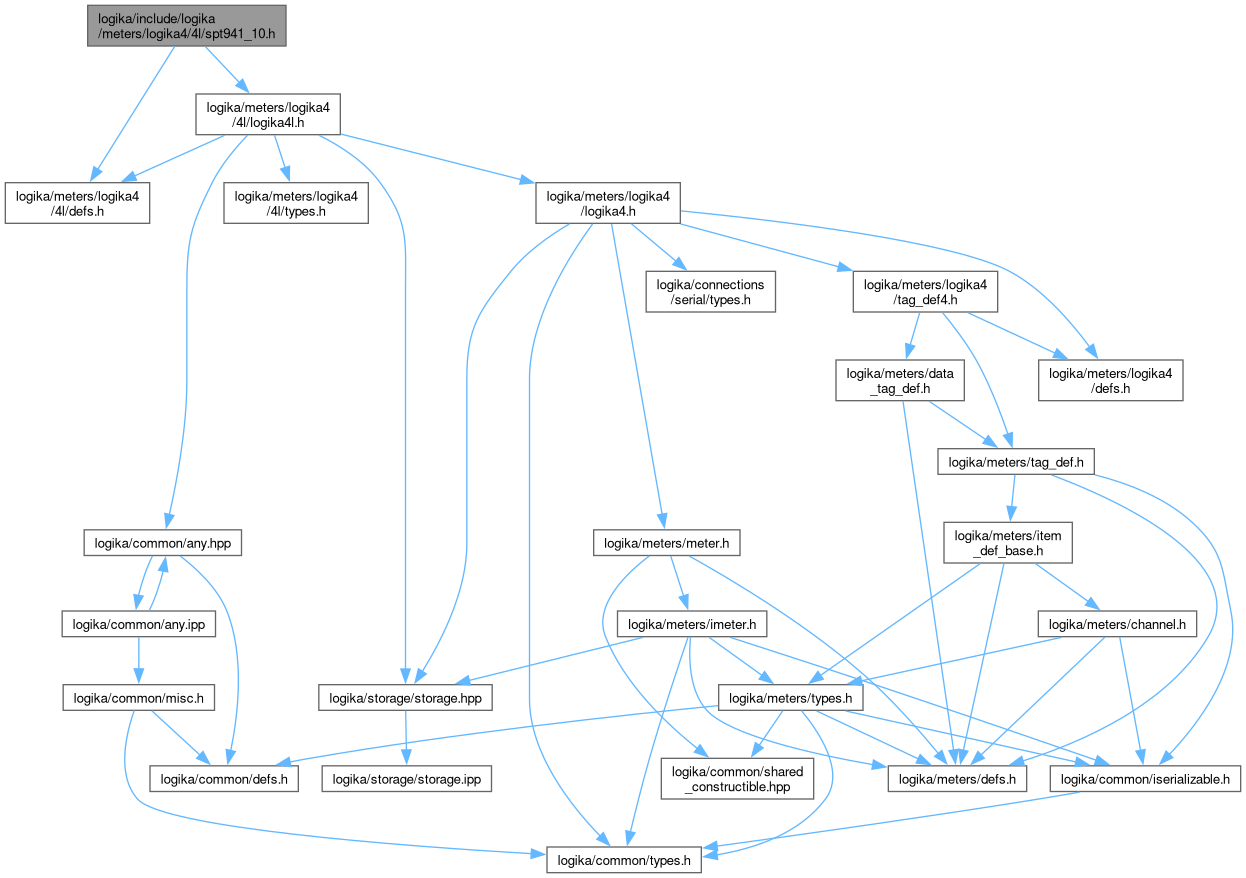 logika/include/logika
/meters/logika4/4l/spt941_10.h
logika/meters/logika4
/4l/logika4l.h
logika/meters/logika4
/4l/defs.h
logika/meters/logika4
/4l/types.h
logika/meters/logika4
/logika4.h
logika/connections
/serial/types.h
logika/meters/logika4
/tag_def4.h
logika/meters/data
_tag_def.h
logika/meters/logika4
/defs.h
logika/meters/tag_def.h
logika/common/any.hpp
logika/meters/meter.h
logika/meters/item
_def_base.h
logika/common/any.ipp
logika/meters/imeter.h
logika/meters/channel.h
logika/common/misc.h
logika/storage/storage.hpp
logika/meters/types.h
logika/common/defs.h
logika/storage/storage.ipp
logika/common/shared
_constructible.hpp
logika/meters/defs.h
logika/common/iserializable.h
logika/common/types.h